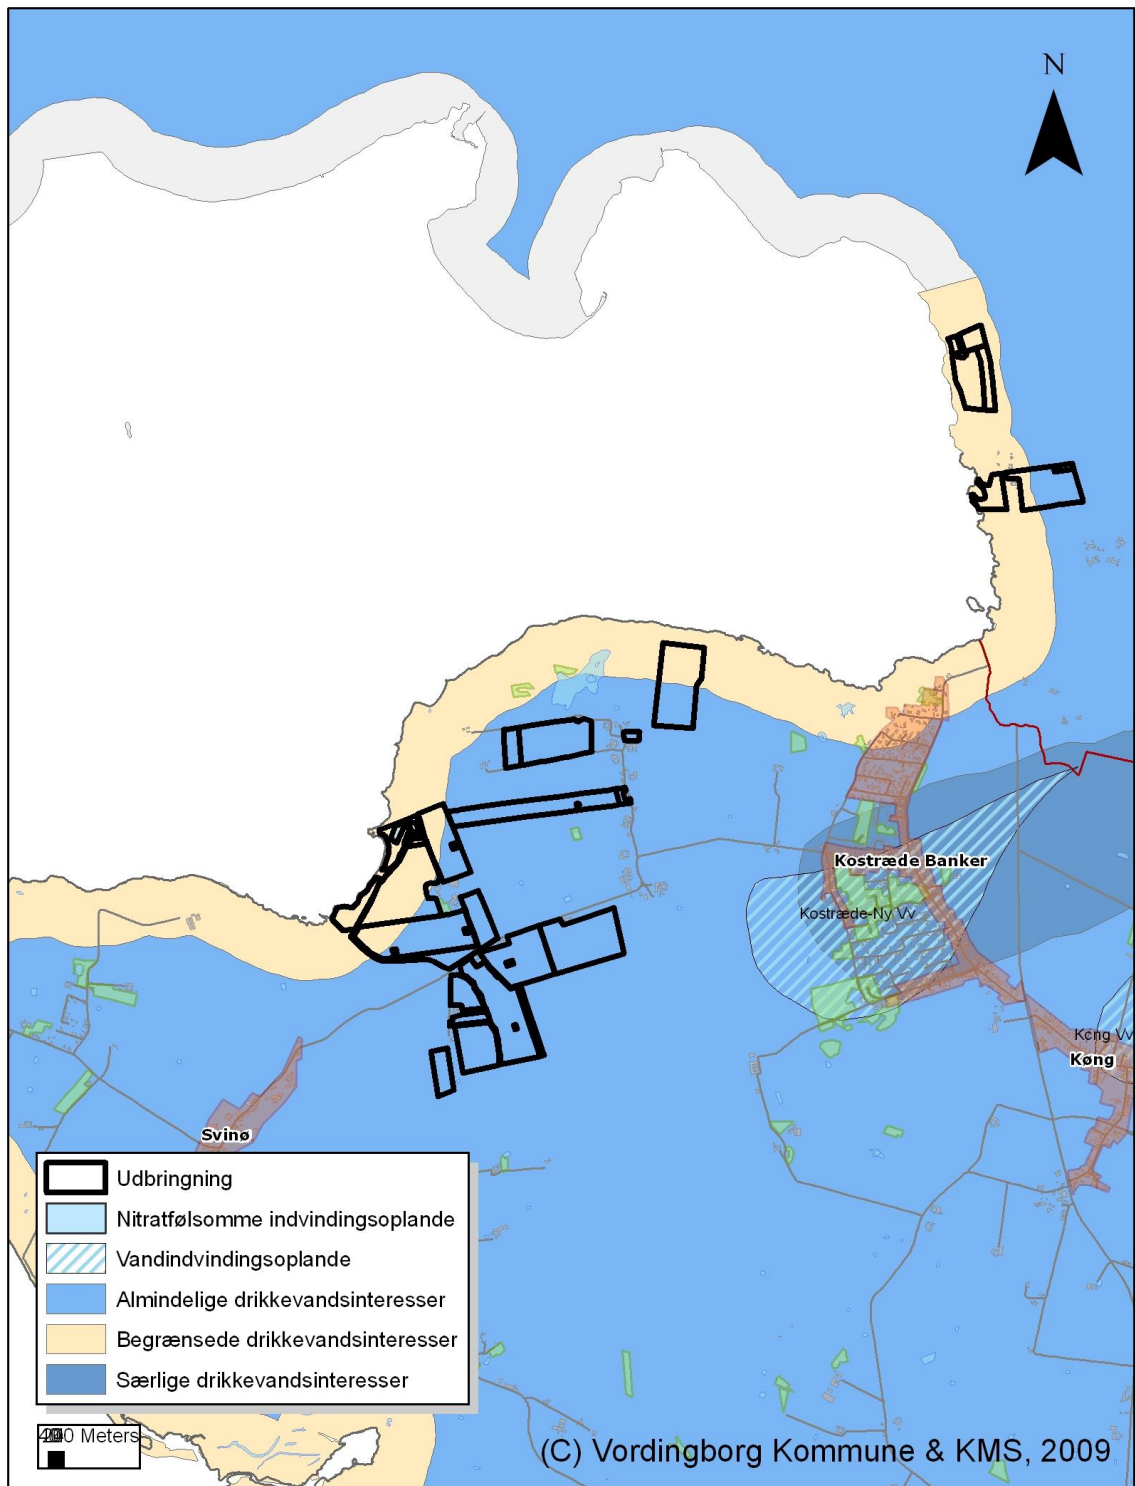 N
Kostræde Banker
Kostræde-Ny Vv
Køng Vv
Køng
Svinø
Udbringning
Nitratfølsomme indvindingsoplande
Vandindvindingsoplande
Almindelige drikkevandsinteresser
Begrænsede drikkevandsinteresser
Særlige drikkevandsinteresser
Meters
(C) Vordingborg Kommune & KMS, 2009